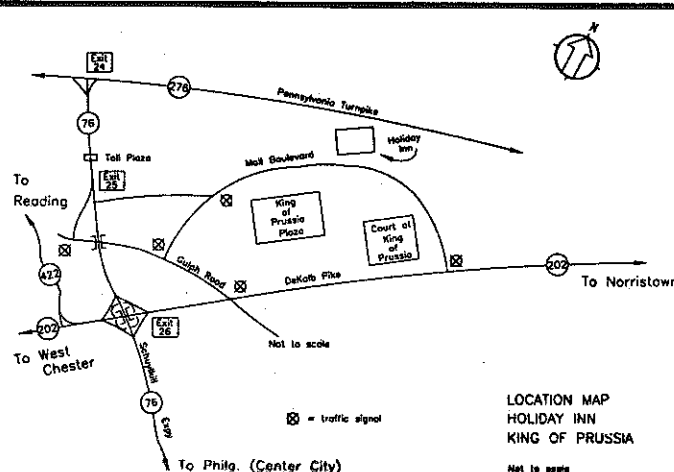 N
Exit
24
276
Pennsylvania Turnpike
76
Holiday
Inn
Toll Plaza
Mall Boulevard
To
Reading
Exit
25
King
of
Prussia
Plaza
Court at
King
of
Prussia
Gulph Road
DeKalb Pike
202
To Norristown
422
202
Exit
26
To West
Chester
Not to scale
Schuylkill
Expy
76
= traffic signal
LOCATION MAP
HOLIDAY INN
KING OF PRUSSIA
Not to scale
To Phila. (Center City)